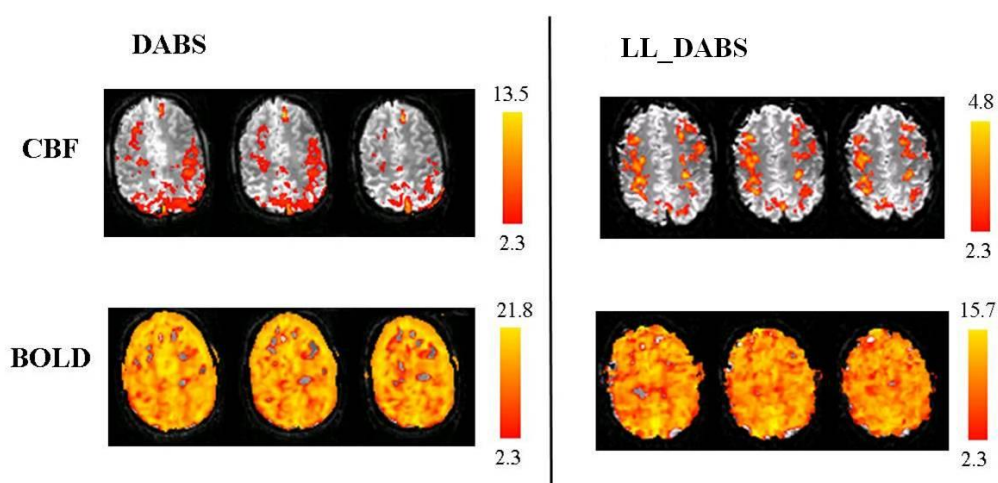 DABS
LL_DABS
CBF
13.5
2.3
4.8
2.3
BOLD
21.8
2.3
15.7
2.3